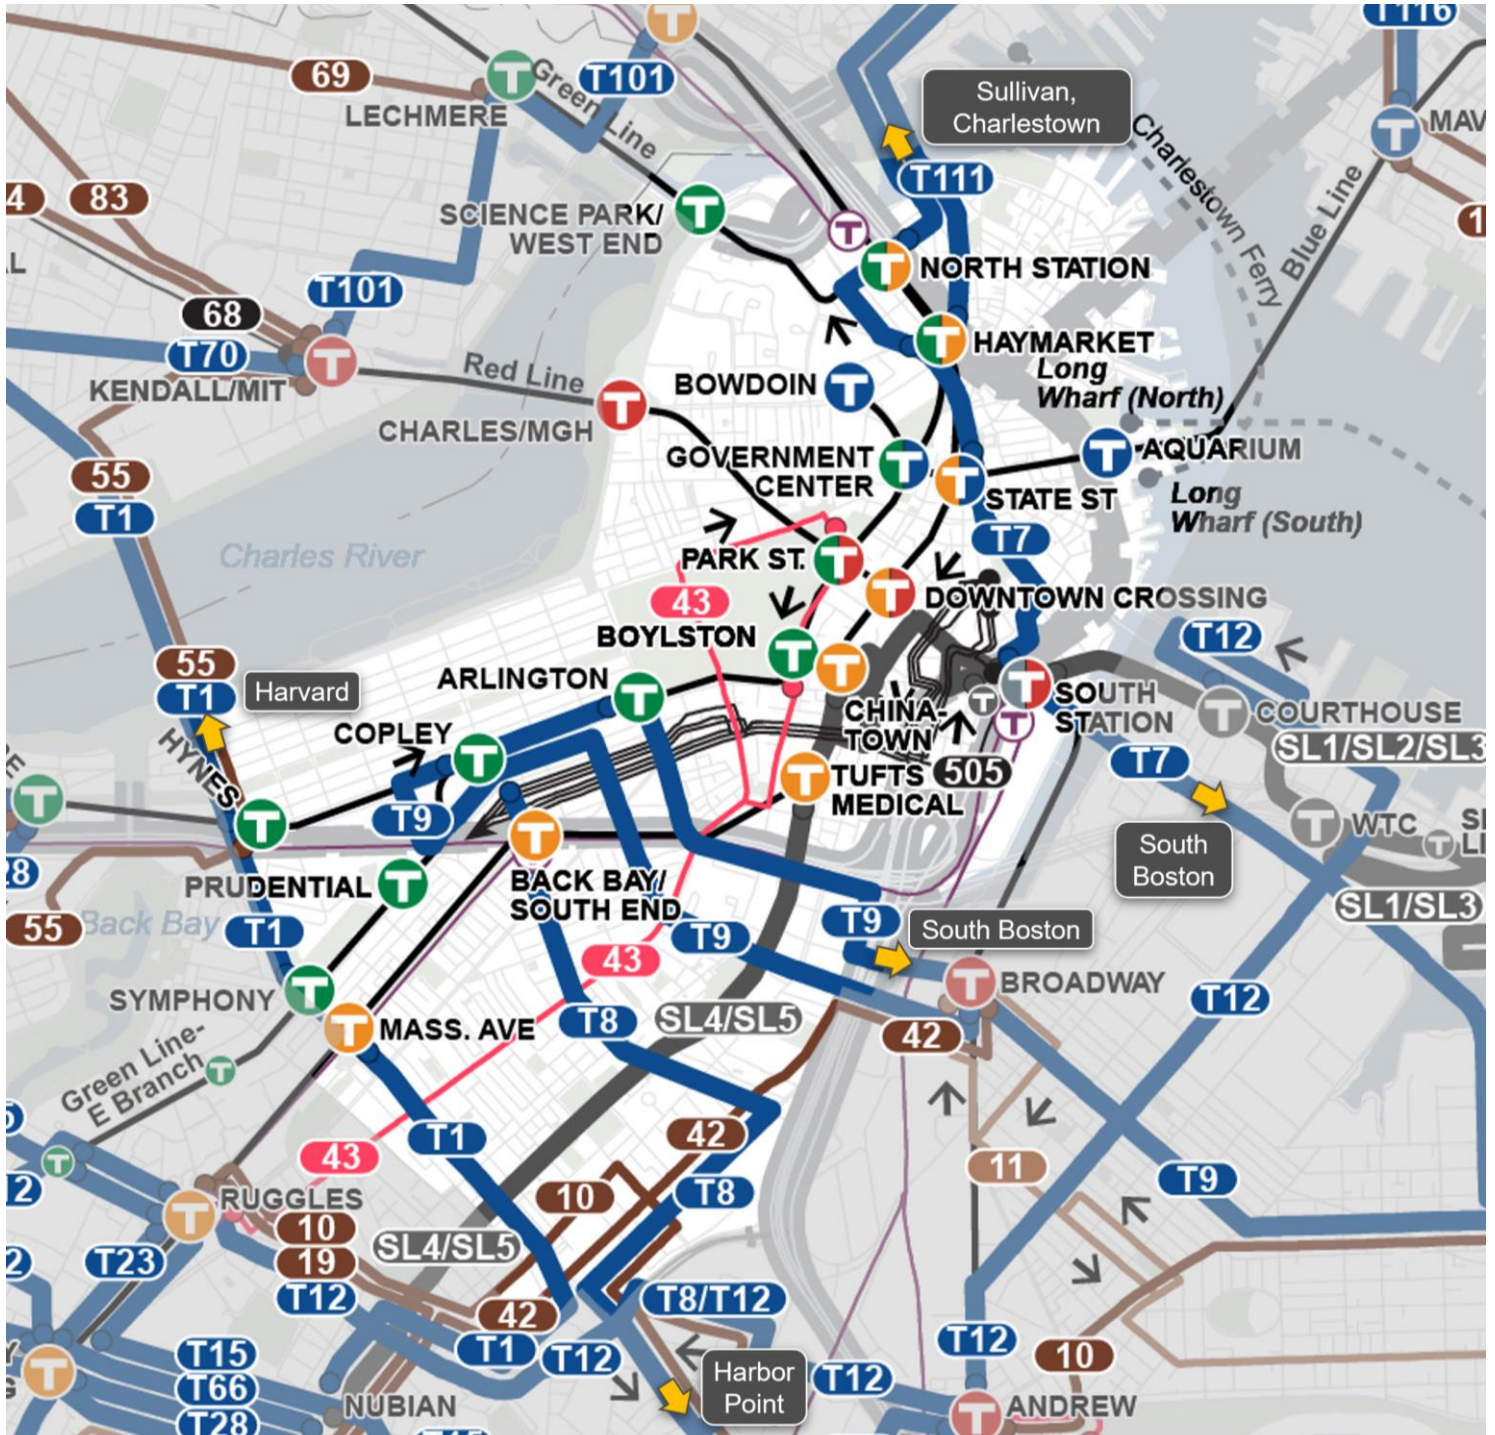 T116
69
Green Line
T101
LECHMERE
Sullivan,
Charlestown
MAV
Charlestown Ferry
Blue Line
T111
83
SCIENCE PARK/
WEST END
T
NORTH STATION
T101
68
T70
KENDALL/MIT
Red Line
HAYMARKET
Long
Wharf (North)
BOWDOIN
CHARLES/MGH
GOVERNMENT
CENTER
AQUARIUM
STATE ST
Long
Wharf (South)
55
T1
T7
Charles River
PARK ST.
43
DOWNTOWN CROSSING
BOYLSTON
T12
55
T1
Harvard
ARLINGTON
SOUTH
STATION
COURTHOUSE
CHINA-
TOWN
COPLEY
SL1/SL2/SL3
HYNES
T7
505
TUFTS
MEDICAL
T9
WTC
South
Boston
PRUDENTIAL
BACK BAY/
SOUTH END
SL1/SL3
55
Back Bay
T1
T9
T9
South Boston
43
SYMPHONY
BROADWAY
T12
MASS. AVE
T8
SL4/SL5
42
Green Line-
E Branch
T1
42
43
11
T9
10
T8
RUGGLES
10
19
T12
SL4/SL5
T23
T8/T12
42
T1
T12
T12
10
T15
T66
T28
Harbor
Point
T12
NUBIAN
ANDREW